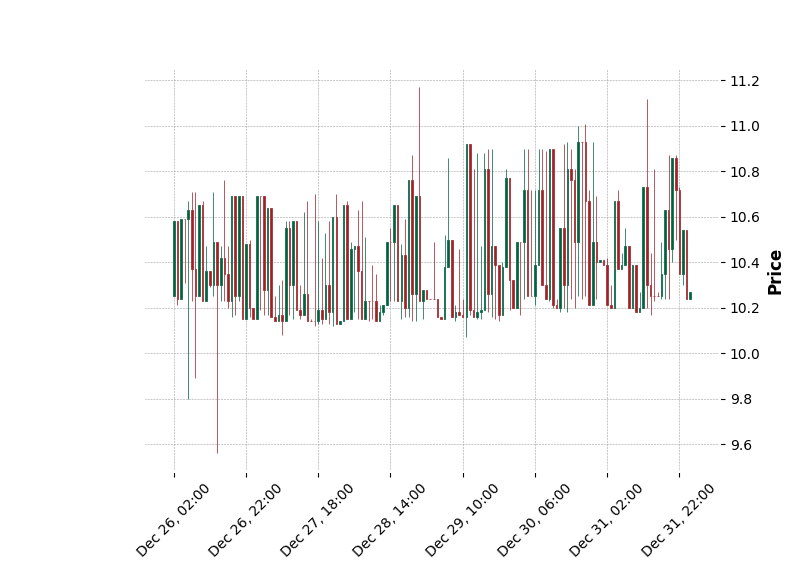 11.2
11.0
10.8
10.6
10.4
10.2
10.0
9.8
9.6
Price
Dec 26, 02:00
Dec 26, 22:00
Dec 27, 18:00
Dec 28, 14:00
Dec 29, 10:00
Dec 30, 06:00
Dec 31, 02:00
Dec 31, 22:00